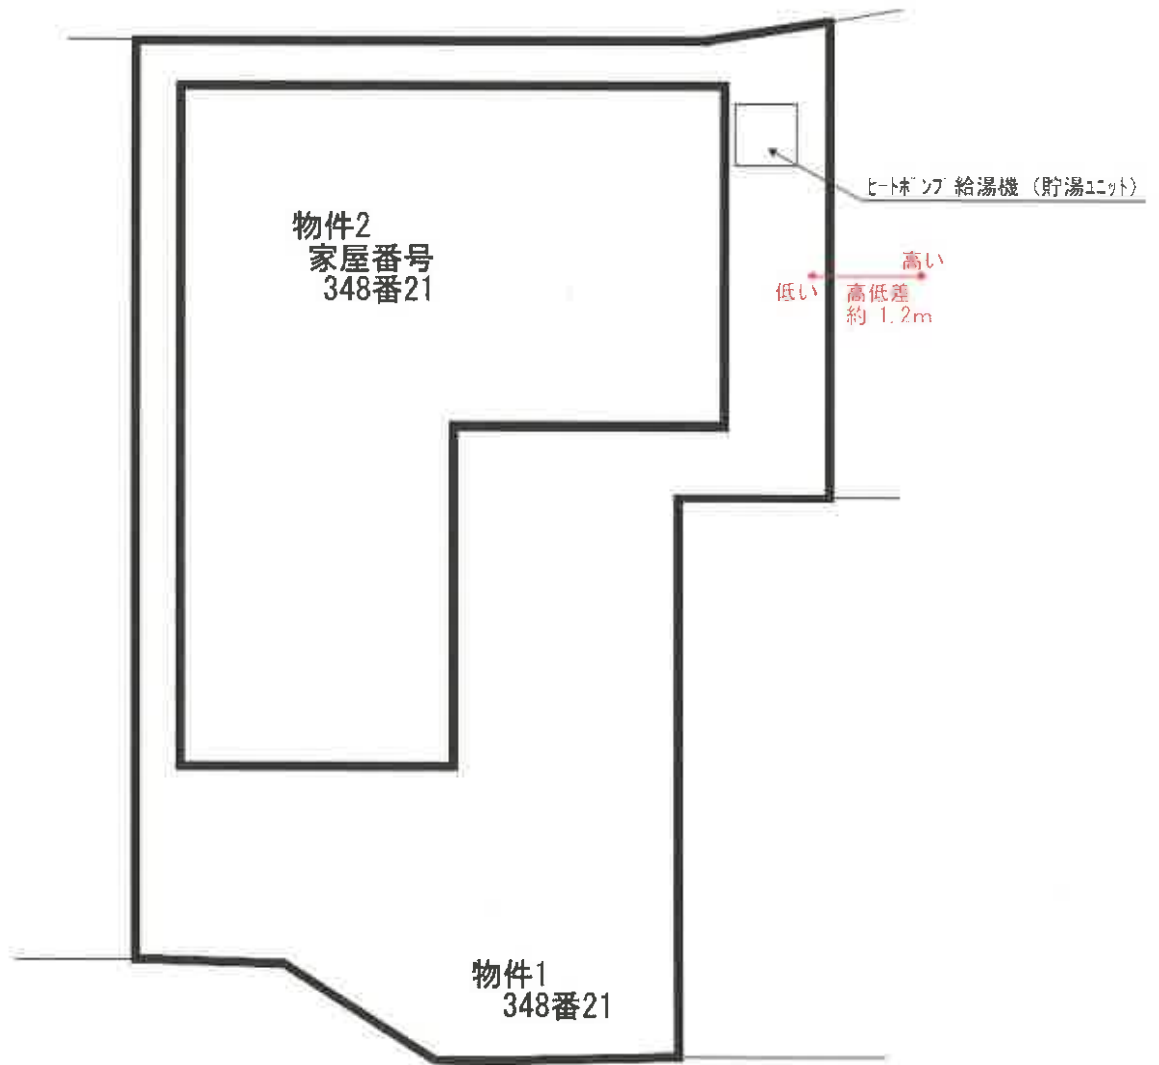 ヒートポンプ 給湯機 (貯湯ユニット)
物件2
家屋番号
348番21
高い
低い
高低差
約 1.2m
物件1
348番21